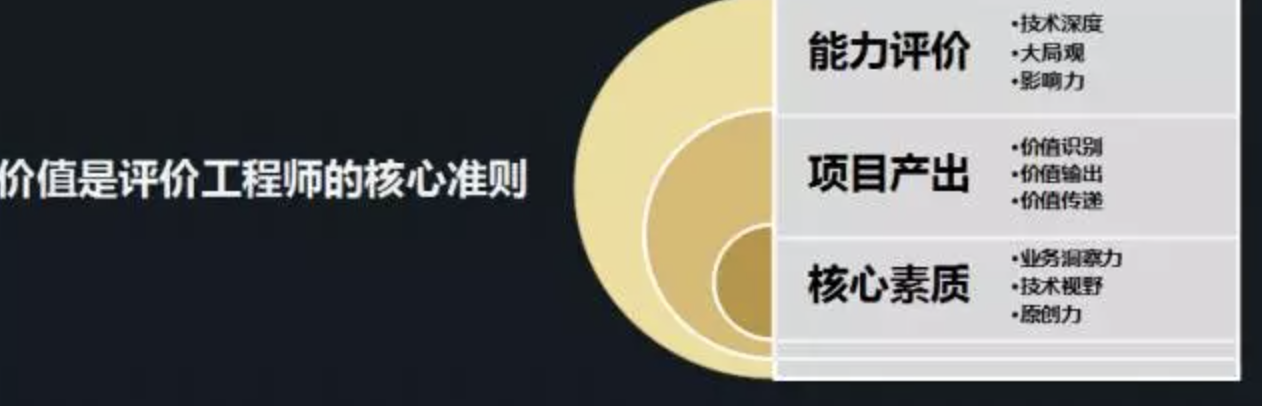 价值是评价工程师的核心准则
能力评价
•技术深度
•大局观
•影响力
项目产出
•价值识别
•价值输出
•价值传递
核心素质
•业务洞察力
•技术视野
•原创力